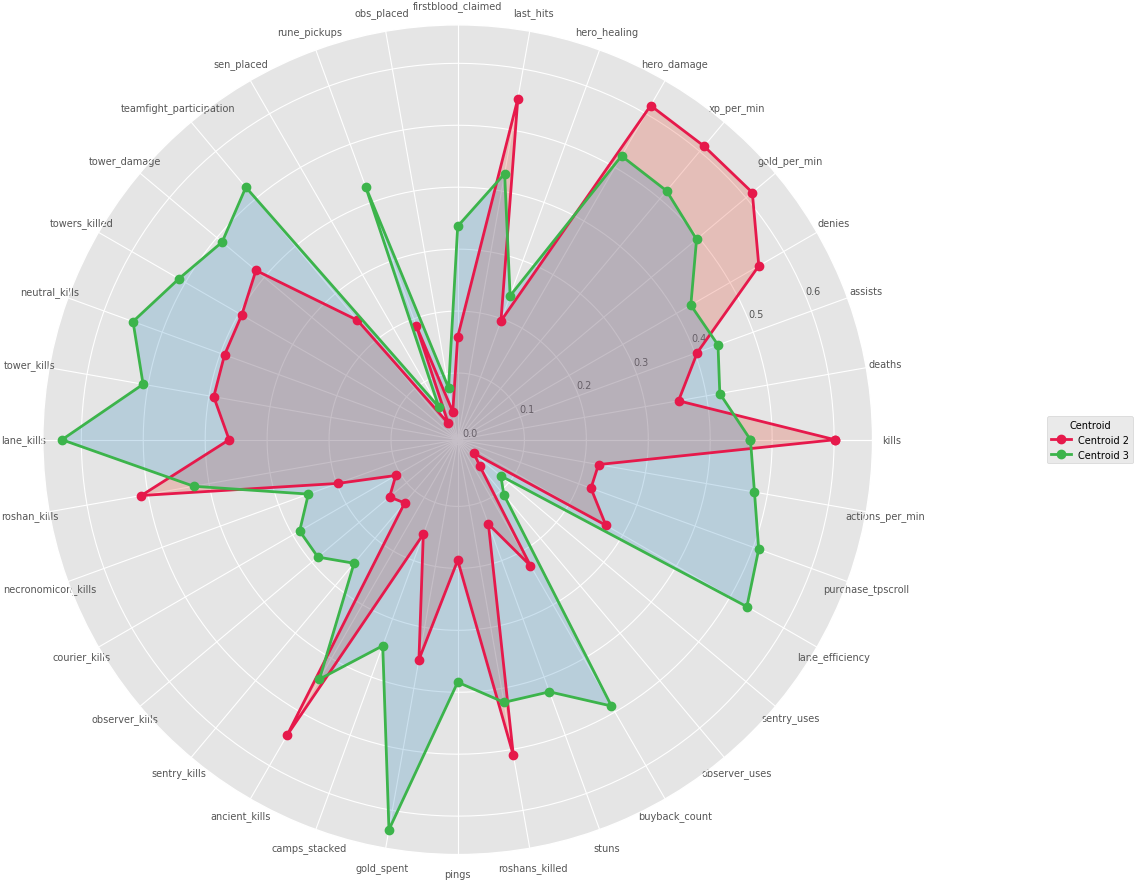 firstblood_claimed
obs_placed
last_hits
rune_pickups
hero_healing
sen_placed
hero_damage
teamfight_participation
xp_per_min
tower_damage
gold_per_min
towers_killed
denies
neutral_kills
assists
0.6
0.5
0.4
tower_kills
deaths
0.3
0.2
0.1
0.0
lane_kills
kills
Centroid
Centroid 2
Centroid 3
roshan_kills
actions_per_min
necronomicon_kills
purchase_tpscroll
courier_kills
lane_efficiency
observer_kills
sentry_uses
sentry_kills
observer_uses
ancient_kills
buyback_count
camps_stacked
stuns
gold_spent
roshans_killed
pings